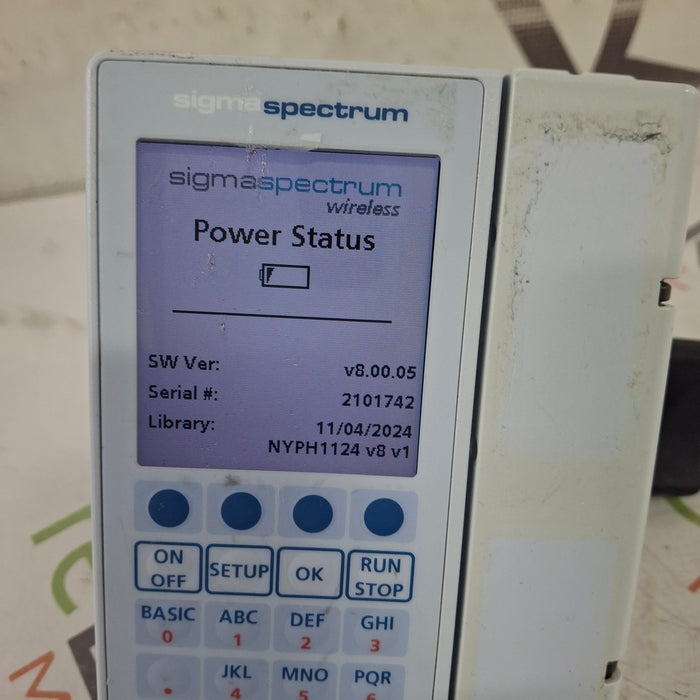 sigmaspectrum
sigmaspectrum
wireless
Power Status
SW Ver: v8.00.05
Serial #: 2101742
Library: 11/04/2024
NYPH1124 v8 v1
ON OFF SETUP OK RUN STOP
BASIC ABC DEF GHI
0 1 2 3
JKL MNO PQR
. 4 5 6